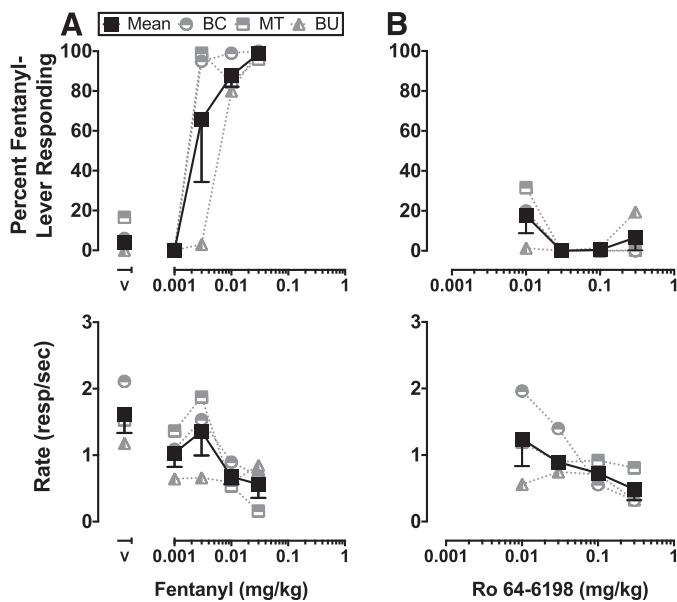 A B
Mean BC MT BU
Percent Fentanyl-
Lever Responding
100
80
60
40
20
0
100
80
60
40
20
0
V 0.001 0.01 0.1 1
0.001 0.01 0.1 1
Rate (resp/sec)
3
2
1
0
3
2
1
0
V 0.001 0.01 0.1 1
0.001 0.01 0.1 1
Fentanyl (mg/kg)
Ro 64-6198 (mg/kg)